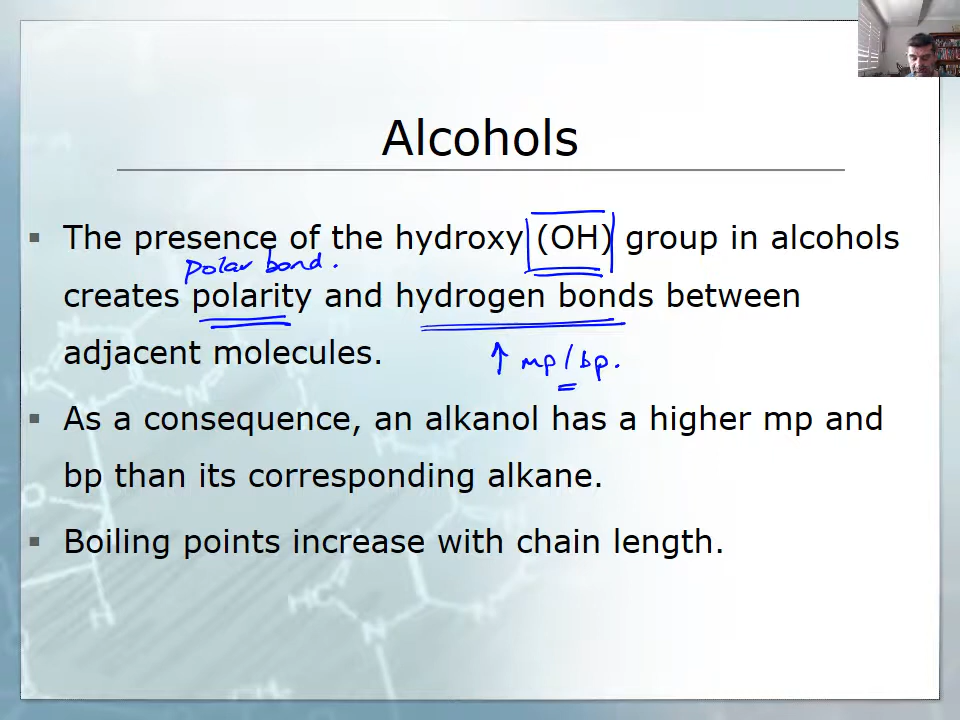 Alcohols
▪ The presence of the hydroxy (OH) group in alcohols
polar bond.
creates polarity and hydrogen bonds between
adjacent molecules.
↑ mp/bp.
▪ As a consequence, an alkanol has a higher mp and
bp than its corresponding alkane.
▪ Boiling points increase with chain length.
HC
N
N
H
O